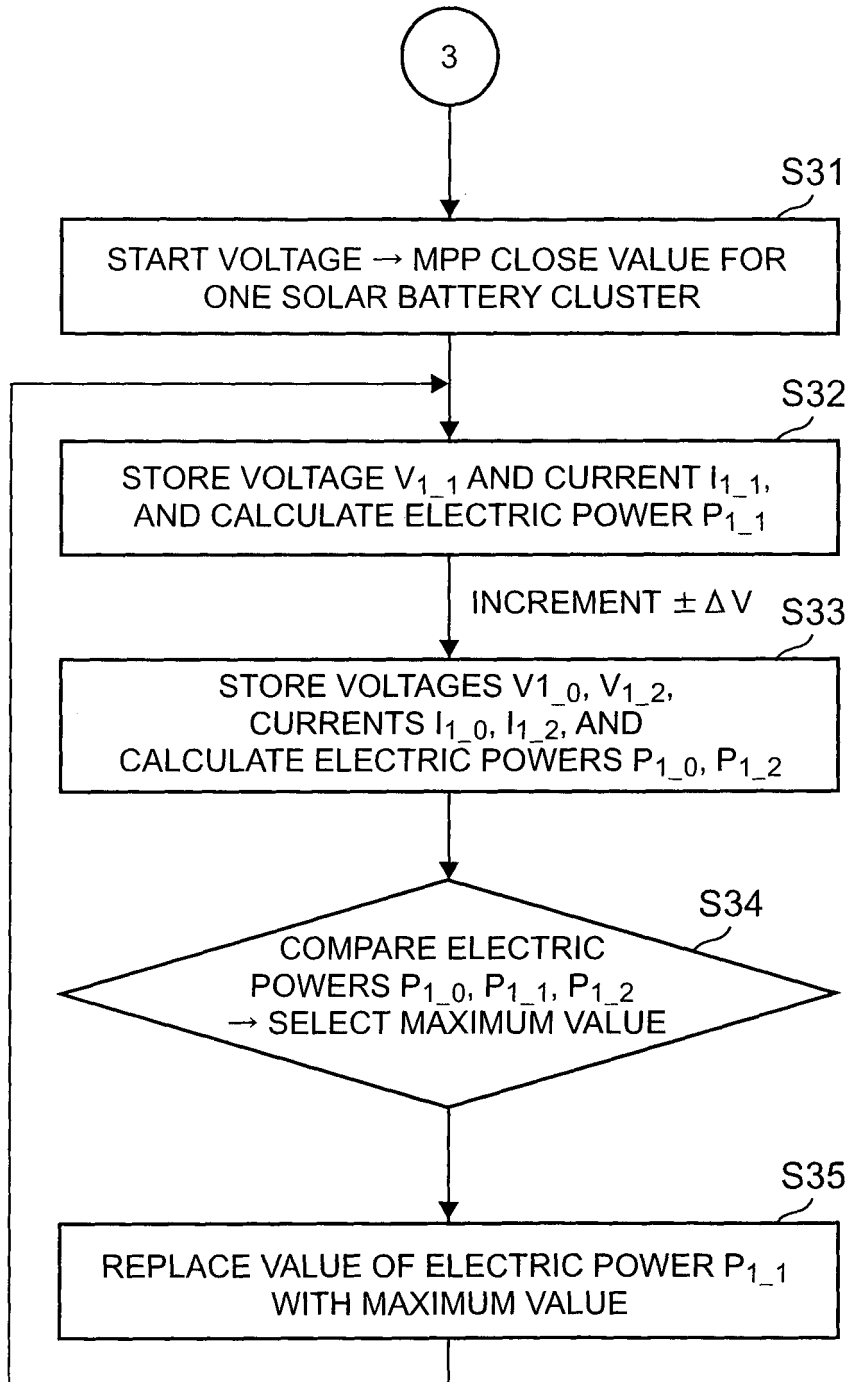 3
S31
START VOLTAGE → MPP CLOSE VALUE FOR
ONE SOLAR BATTERY CLUSTER
S32
STORE VOLTAGE V1_1 AND CURRENT I1_1,
AND CALCULATE ELECTRIC POWER P1_1
INCREMENT ± Δ V
S33
STORE VOLTAGES V1_0, V1_2,
CURRENTS I1_0, I1_2, AND
CALCULATE ELECTRIC POWERS P1_0, P1_2
S34
COMPARE ELECTRIC
POWERS P1_0, P1_1, P1_2
→ SELECT MAXIMUM VALUE
S35
REPLACE VALUE OF ELECTRIC POWER P1_1
WITH MAXIMUM VALUE